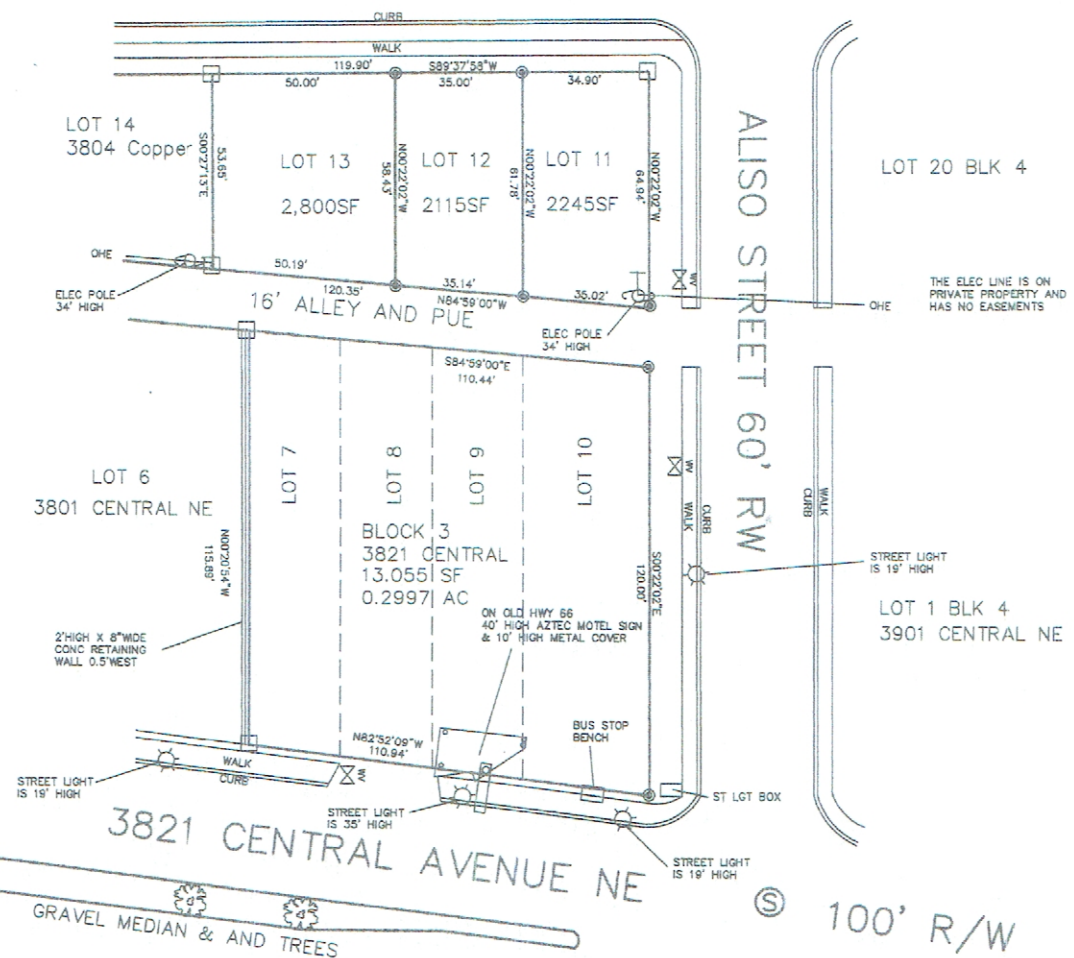 CURB
WALK
119.90' S89°37'58"W
50.00' 35.00' 34.90'
LOT 14
3804 Copper
S00°27'13"E
53.65'
LOT 13
2,800SF
N00°22'02"W
58.43'
LOT 12
2115SF
N00°22'02"W
61.78'
LOT 11
2245SF
N00°22'02"W
64.94'
ALISO STREET 60' RW
LOT 20 BLK 4
OHE
50.19'
120.35'
35.14'
N84°59'00"W
35.02'
WV
ELEC POLE
34' HIGH
16' ALLEY AND PUE
ELEC POLE
34' HIGH
OHE
THE ELEC LINE IS ON
PRIVATE PROPERTY AND
HAS NO EASEMENTS
S84°59'00"E
110.44'
LOT 6
3801 CENTRAL NE
N00°20'54"W
115.89'
LOT 7
LOT 8
LOT 9
LOT 10
BLOCK 3
3821 CENTRAL
13.055 SF
0.2997 AC
S00°22'02"E
120.00'
WV
WALK
CURB
CURB
WALK
STREET LIGHT
IS 19' HIGH
LOT 1 BLK 4
3901 CENTRAL NE
ON OLD HWY 66
40' HIGH AZTEC MOTEL SIGN
& 10' HIGH METAL COVER
2'HIGH X 8"WIDE
CONC RETAINING
WALL 0.5'WEST
N82°52'09"W
110.94'
BUS STOP
BENCH
WALK
CURB
WV
STREET LIGHT
IS 19' HIGH
STREET LIGHT
IS 35' HIGH
ST LGT BOX
STREET LIGHT
IS 19' HIGH
3821 CENTRAL AVENUE NE
S
100' R/W
GRAVEL MEDIAN & AND TREES